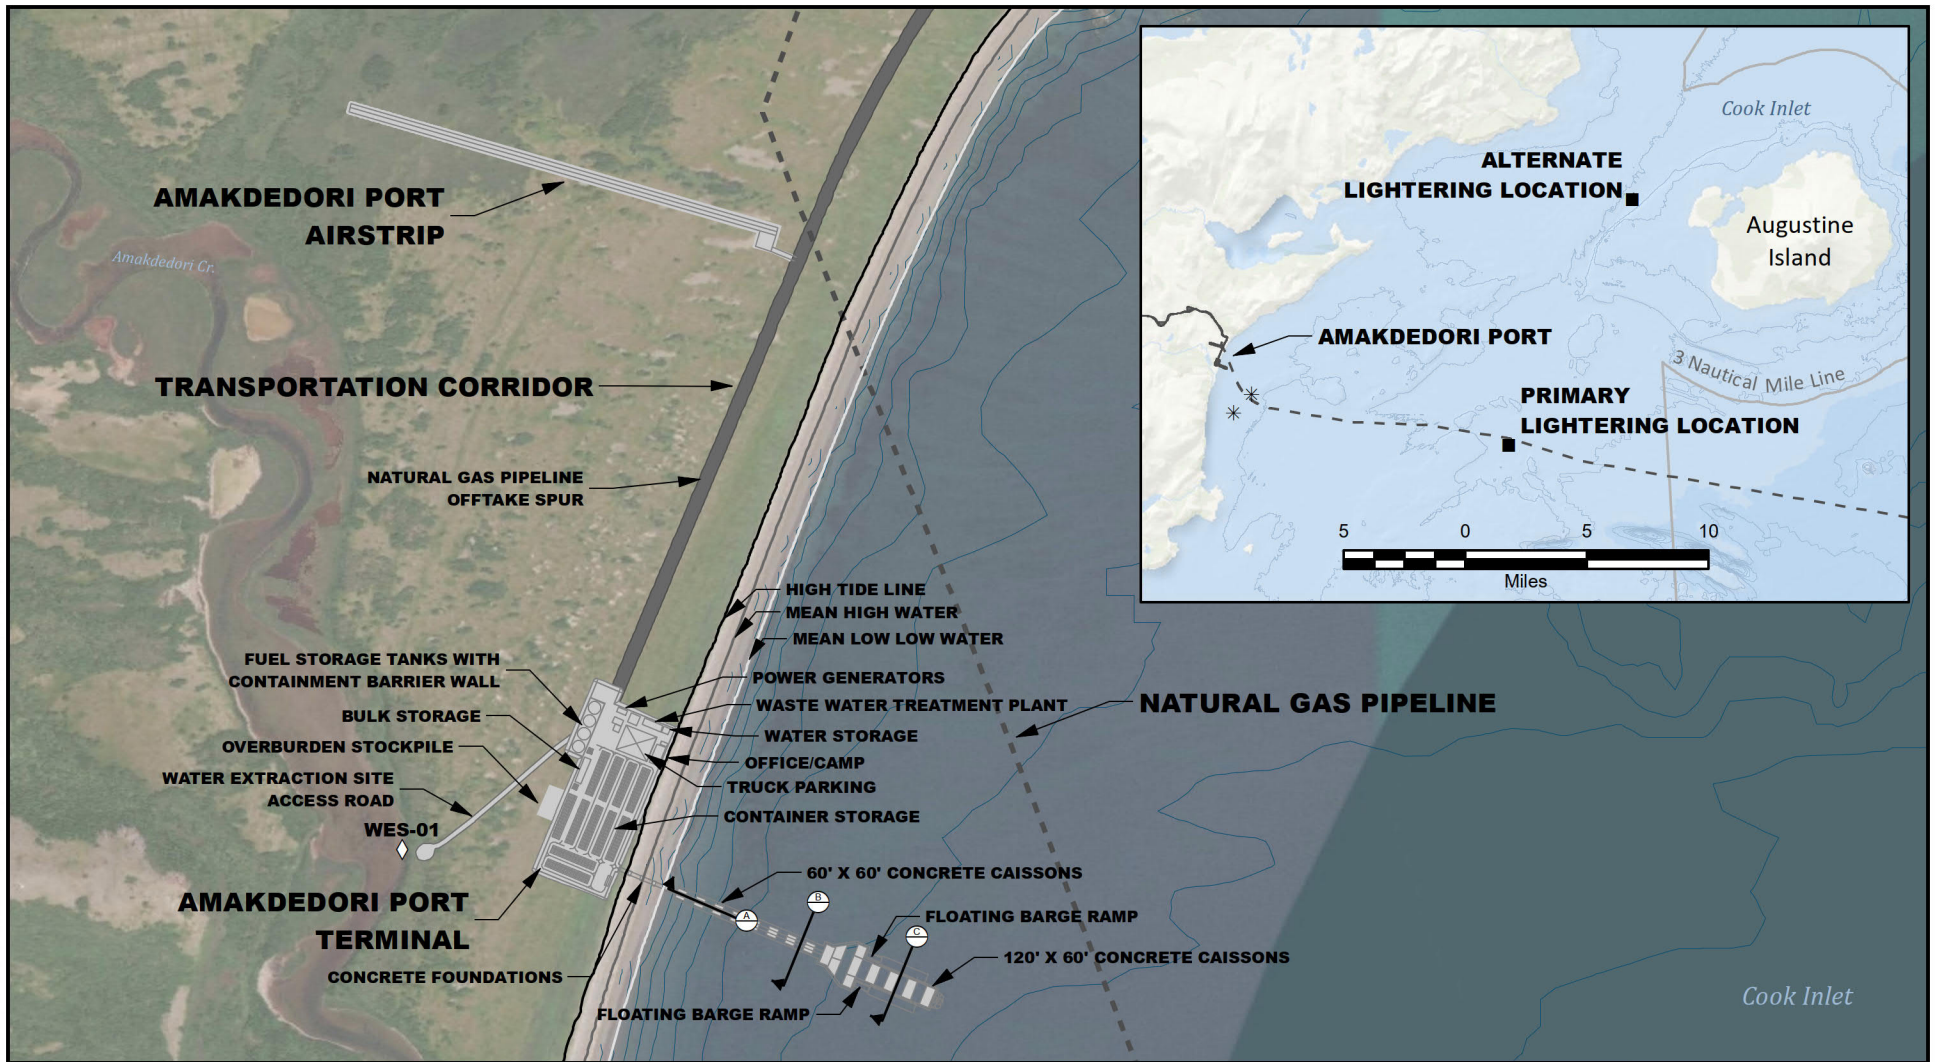 AMAKDEDORI PORT
AIRSTRIP
Amakdedori Cr.
TRANSPORTATION CORRIDOR
NATURAL GAS PIPELINE
OFFTAKE SPUR
HIGH TIDE LINE
MEAN HIGH WATER
MEAN LOW LOW WATER
FUEL STORAGE TANKS WITH
CONTAINMENT BARRIER WALL
BULK STORAGE
OVERBURDEN STOCKPILE
WATER EXTRACTION SITE
ACCESS ROAD
WES-01
POWER GENERATORS
WASTE WATER TREATMENT PLANT
WATER STORAGE
OFFICE/CAMP
TRUCK PARKING
CONTAINER STORAGE
NATURAL GAS PIPELINE
AMAKDEDORI PORT
TERMINAL
60' X 60' CONCRETE CAISSONS
A
B
C
FLOATING BARGE RAMP
120' X 60' CONCRETE CAISSONS
CONCRETE FOUNDATIONS
FLOATING BARGE RAMP
Cook Inlet
Cook Inlet
ALTERNATE
LIGHTERING LOCATION
Augustine
Island
AMAKDEDORI PORT
3 Nautical Mile Line
PRIMARY
LIGHTERING LOCATION
5 0 5 10
Miles